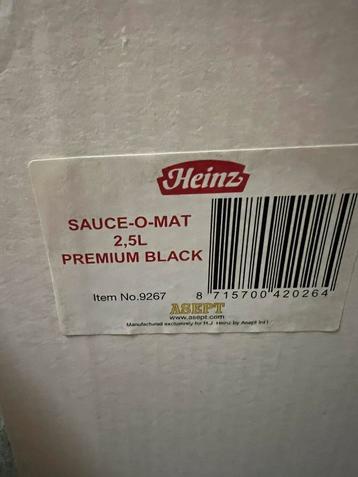 Heinz
SAUCE-O-MAT
2,5L
PREMIUM BLACK
Item No.9267
8 715700 420264
ASEPT
www.asept.com
Manufactured exclusively for H.J. Heinz by Asept Int'l